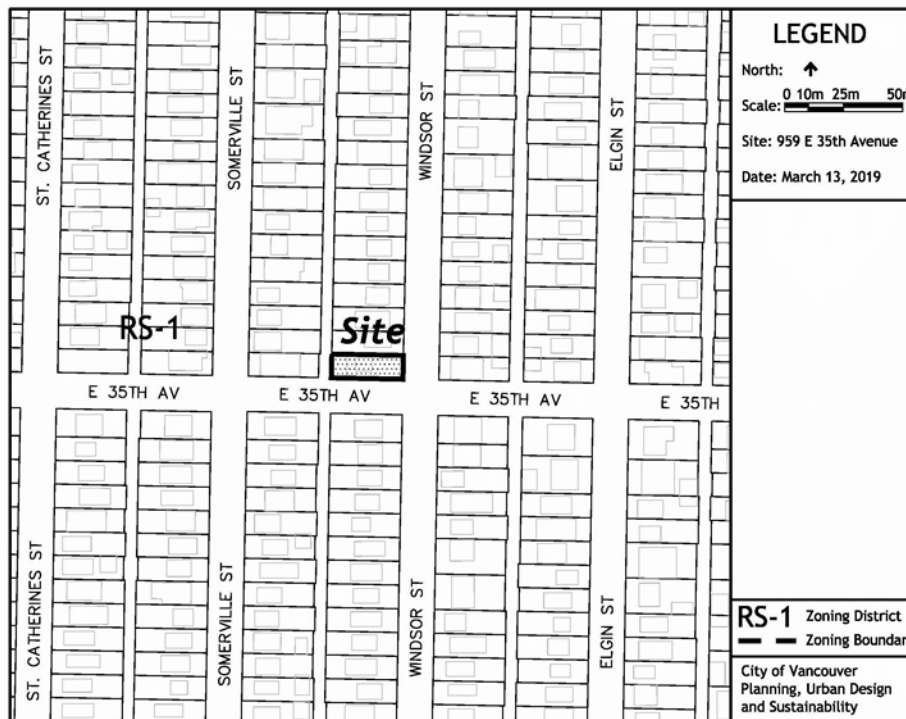 ST. CATHERINES ST
SOMERVILLE ST
WINDSOR ST
ELGIN ST
RS-1
Site
E 35TH AV
E 35TH AV
E 35TH AV
E 35TH
ST. CATHERINES ST
SOMERVILLE ST
WINDSOR ST
ELGIN ST
LEGEND
North:
Scale: 0 10m 25m 50m
Site: 959 E 35th Avenue
Date: March 13, 2019
RS-1 Zoning District
Zoning Boundar
City of Vancouver
Planning, Urban Design
and Sustainability